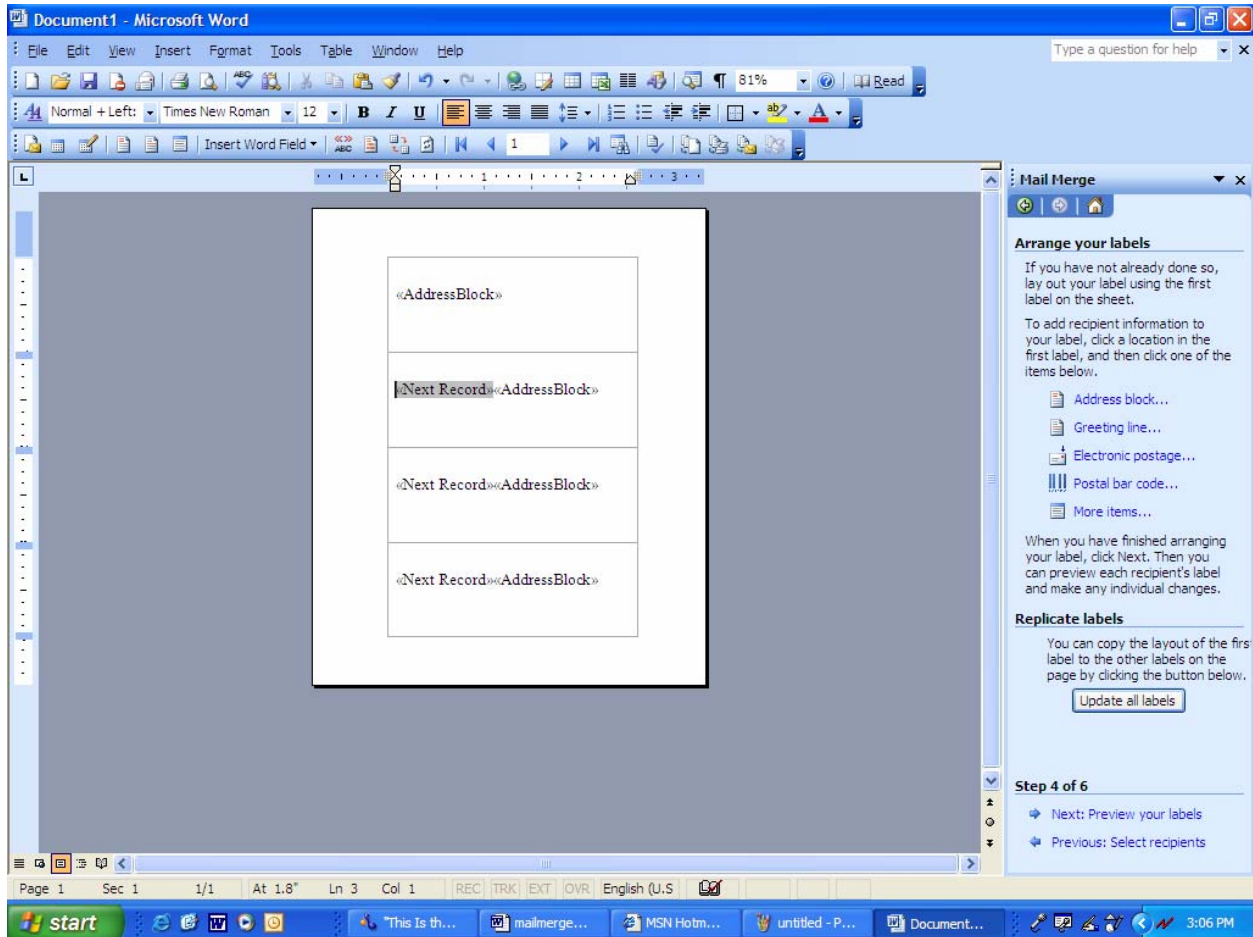 Document1 - Microsoft Word
File Edit View Insert Format Tools Table Window Help
Type a question for help
81% Read
Normal + Left: Times New Roman 12 B I U
Insert Word Field 1
L 1 2 3
Mail Merge
Arrange your labels
If you have not already done so,
lay out your label using the first
label on the sheet.
To add recipient information to
your label, click a location in the
first label, and then click one of the
items below.
Address block...
Greeting line...
Electronic postage...
Postal bar code...
More items...
When you have finished arranging
your label, click Next. Then you
can preview each recipient's label
and make any individual changes.
Replicate labels
You can copy the layout of the firs
label to the other labels on the
page by clicking the button below.
Update all labels
Step 4 of 6
Next: Preview your labels
Previous: Select recipients
«AddressBlock»
«Next Record»«AddressBlock»
«Next Record»«AddressBlock»
«Next Record»«AddressBlock»
Page 1 Sec 1 1/1 At 1.8" Ln 3 Col 1 REC TRK EXT OVR English (U.S
start "This Is th... mailmerge... MSN Hotm... untitled - P... Document... 3:06 PM